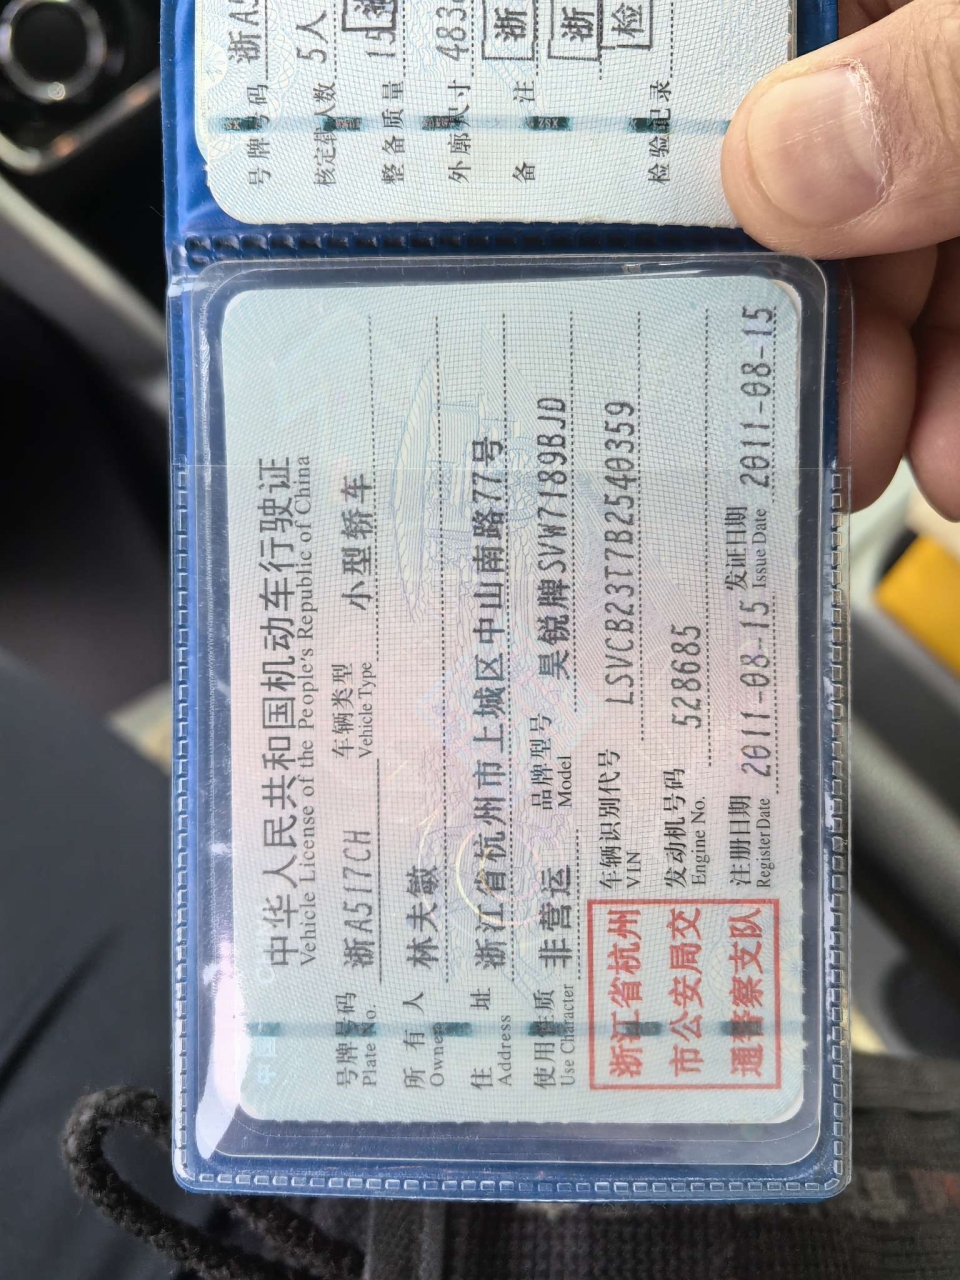 中华人民共和国机动车行驶证
Vehicle License of the People's Republic of China
号牌号码 浙A517CH 车辆类型 小型轿车
Plate No. Vehicle Type
所有人 林夫敏
Owner
住址 浙江省杭州市上城区中山南路77号
Address
使用性质 非营运 品牌型号 昊锐牌SVW7189BJD
Use Character Model
浙江省杭州
市公安局交
通警察支队
车辆识别代号 LSVCB23T7B2540359
VIN
发动机号码 528685
Engine No.
注册日期 2011-08-15 发证日期 2011-08-15
Register Date Issue Date
号牌号码 浙A5
核定载人数 5人
整备质量 15
外廓尺寸 483
备注 浙 浙
检验记录 检